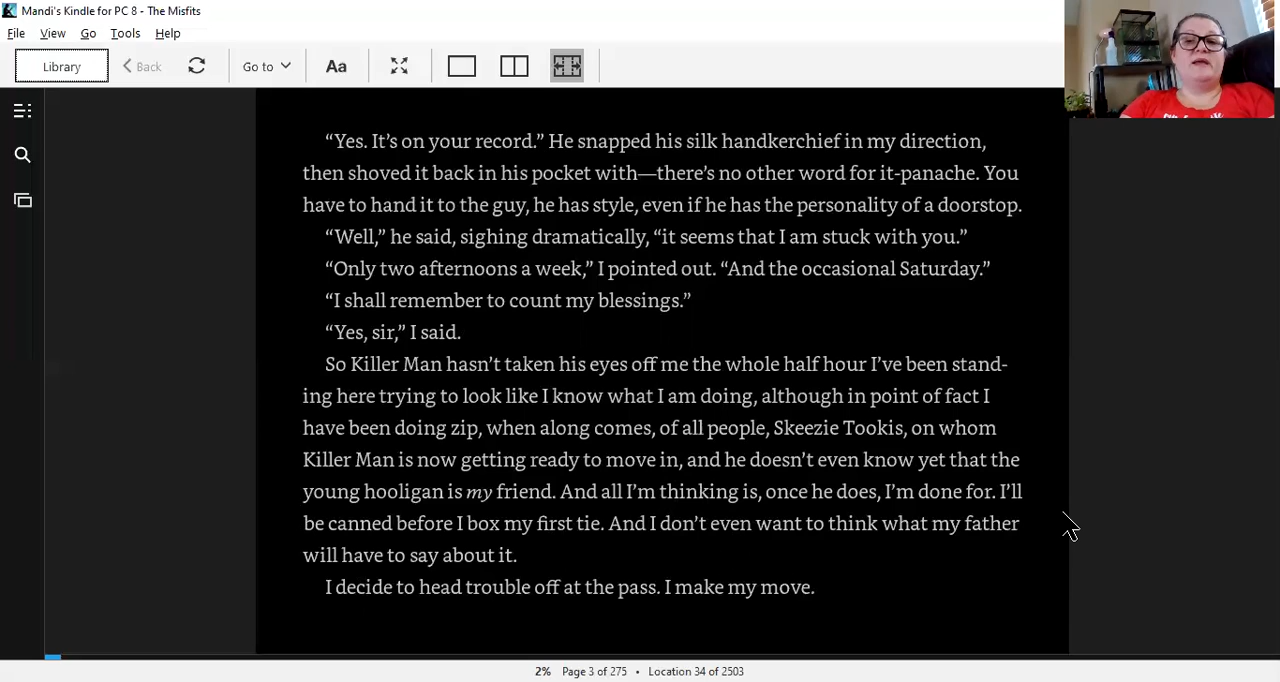 Mandi's Kindle for PC 8 - The Misfits
File View Go Tools Help
Library Back Go to Aa
“Yes. It’s on your record.” He snapped his silk handkerchief in my direction,
then shoved it back in his pocket with—there’s no other word for it-panache. You
have to hand it to the guy, he has style, even if he has the personality of a doorstop.
“Well,” he said, sighing dramatically, “it seems that I am stuck with you.”
“Only two afternoons a week,” I pointed out. “And the occasional Saturday.”
“I shall remember to count my blessings.”
“Yes, sir,” I said.
So Killer Man hasn’t taken his eyes off me the whole half hour I’ve been stand-
ing here trying to look like I know what I am doing, although in point of fact I
have been doing zip, when along comes, of all people, Skeezie Tookis, on whom
Killer Man is now getting ready to move in, and he doesn’t even know yet that the
young hooligan is my friend. And all I’m thinking is, once he does, I’m done for. I’ll
be canned before I box my first tie. And I don’t even want to think what my father
will have to say about it.
I decide to head trouble off at the pass. I make my move.
2% Page 3 of 275 • Location 34 of 2503